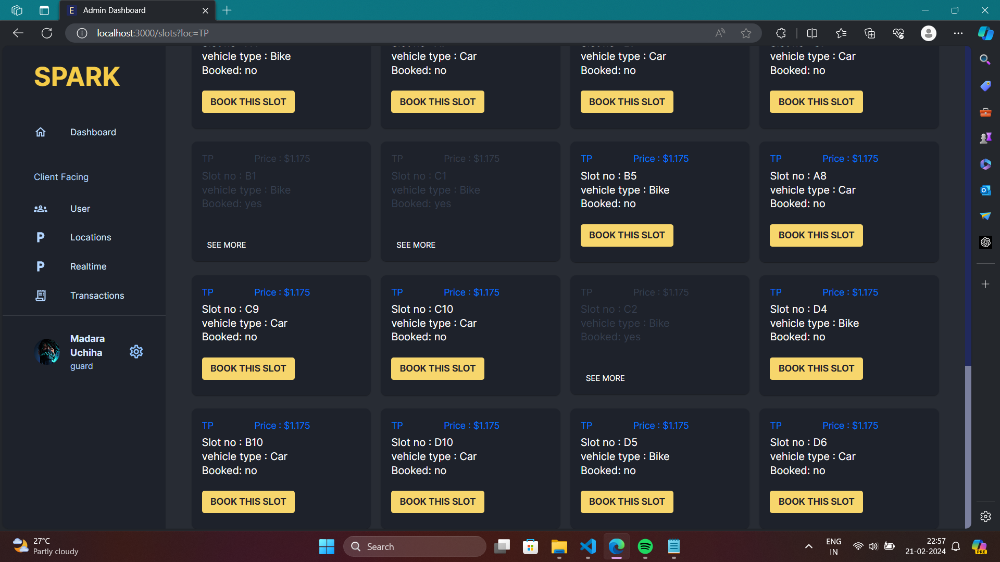 Admin Dashboard
localhost:3000/slots?loc=TP
SPARK
Dashboard
Client Facing
User
Locations
Realtime
Transactions
Madara
Uchiha
guard
vehicle type : Bike
Booked: no
BOOK THIS SLOT
vehicle type : Car
Booked: no
BOOK THIS SLOT
vehicle type : Car
Booked: no
BOOK THIS SLOT
vehicle type : Car
Booked: no
BOOK THIS SLOT
TP Price : $1.175
Slot no : B1
vehicle type : Bike
Booked: yes
SEE MORE
TP Price : $1.175
Slot no : C1
vehicle type : Bike
Booked: yes
SEE MORE
TP Price : $1.175
Slot no : B5
vehicle type : Bike
Booked: no
BOOK THIS SLOT
TP Price : $1.175
Slot no : A8
vehicle type : Car
Booked: no
BOOK THIS SLOT
TP Price : $1.175
Slot no : C9
vehicle type : Car
Booked: no
BOOK THIS SLOT
TP Price : $1.175
Slot no : C10
vehicle type : Car
Booked: no
BOOK THIS SLOT
TP Price : $1.175
Slot no : C2
vehicle type : Bike
Booked: yes
SEE MORE
TP Price : $1.175
Slot no : D4
vehicle type : Bike
Booked: no
BOOK THIS SLOT
TP Price : $1.175
Slot no : B10
vehicle type : Car
Booked: no
BOOK THIS SLOT
TP Price : $1.175
Slot no : D10
vehicle type : Car
Booked: no
BOOK THIS SLOT
TP Price : $1.175
Slot no : D5
vehicle type : Bike
Booked: no
BOOK THIS SLOT
TP Price : $1.175
Slot no : D6
vehicle type : Car
Booked: no
BOOK THIS SLOT
27°C
Partly cloudy
Search
ENG
IN
22:57
21-02-2024
PRE